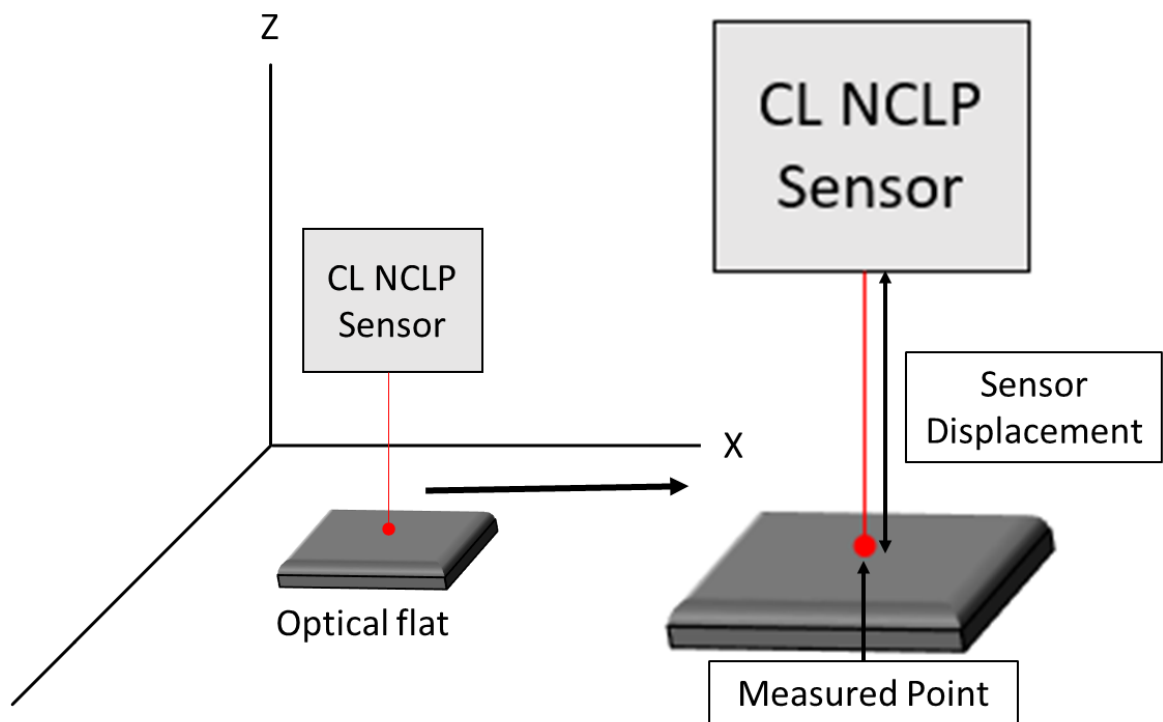 Z
CL NCLP
Sensor
X
Optical flat
CL NCLP
Sensor
Sensor
Displacement
Measured Point